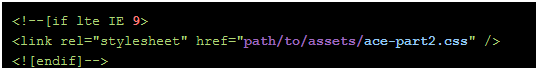 <!--[if lte IE 9>
<link rel="stylesheet" href="path/to/assets/ace-part2.css" />
<![endif]-->